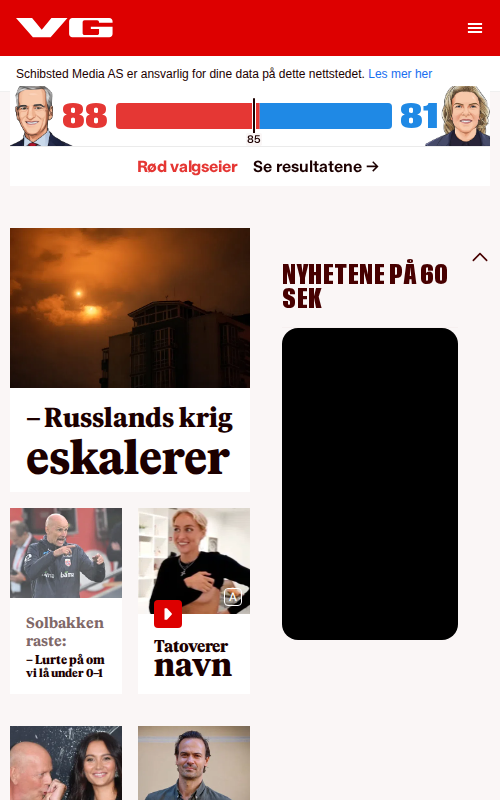 VG
Schibsted Media AS er ansvarlig for dine data på dette nettstedet. Les mer her
88
81
85
Rød valgseier
Se resultatene →
– Russlands krig
eskalerer
NYHETENE PÅ 60
SEK
Solbakken
raste:
– Lurte på om
vi lå under 0–1
A
Tatoverer
navn